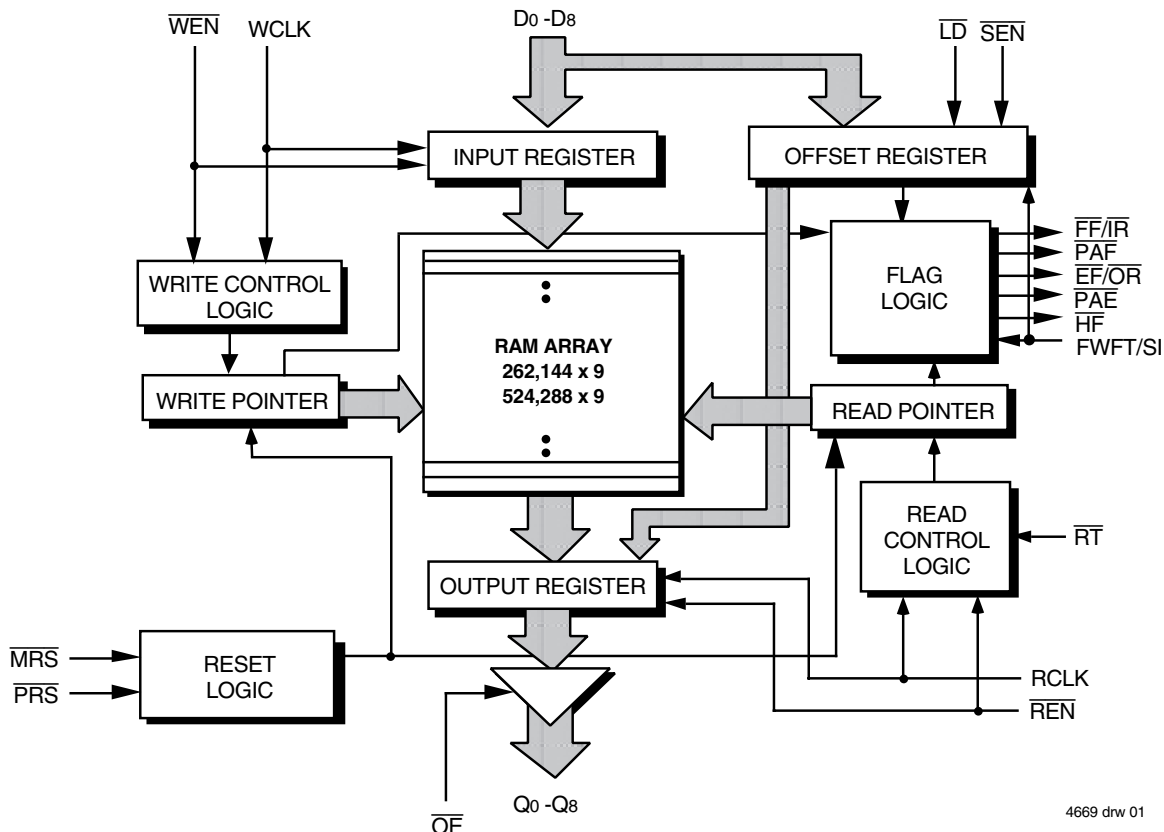 WEN WCLK
D0 -D8
LD SEN
INPUT REGISTER
OFFSET REGISTER
WRITE CONTROL
LOGIC
FLAG
LOGIC
FF/IR
PAF
EF/OR
PAE
HF
FWFT/SI
RAM ARRAY
262,144 x 9
524,288 x 9
WRITE POINTER
READ POINTER
READ
CONTROL
LOGIC
RT
OUTPUT REGISTER
MRS
PRS
RESET
LOGIC
RCLK
REN
OE
Q0 -Q8
4669 drw 01